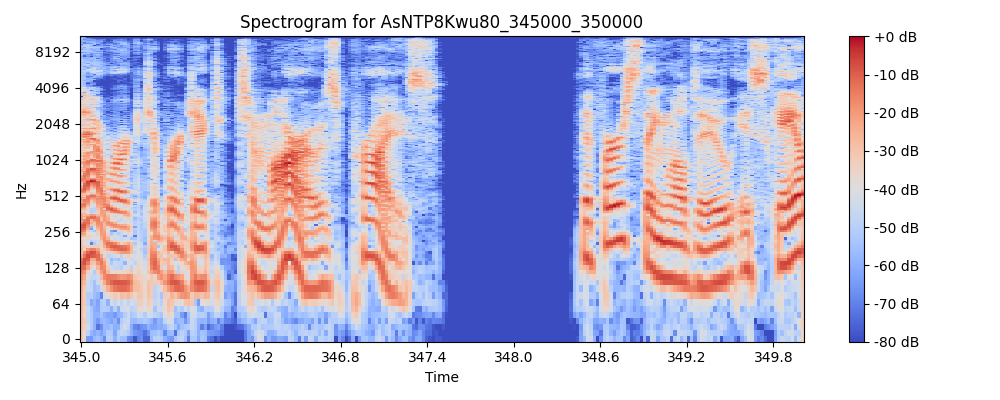 Spectrogram for AsNTP8Kwu80_345000_350000
8192
4096
2048
1024
512
256
128
64
0
Hz
345.0 345.6 346.2 346.8 347.4 348.0 348.6 349.2 349.8
Time
+0 dB
-10 dB
-20 dB
-30 dB
-40 dB
-50 dB
-60 dB
-70 dB
-80 dB